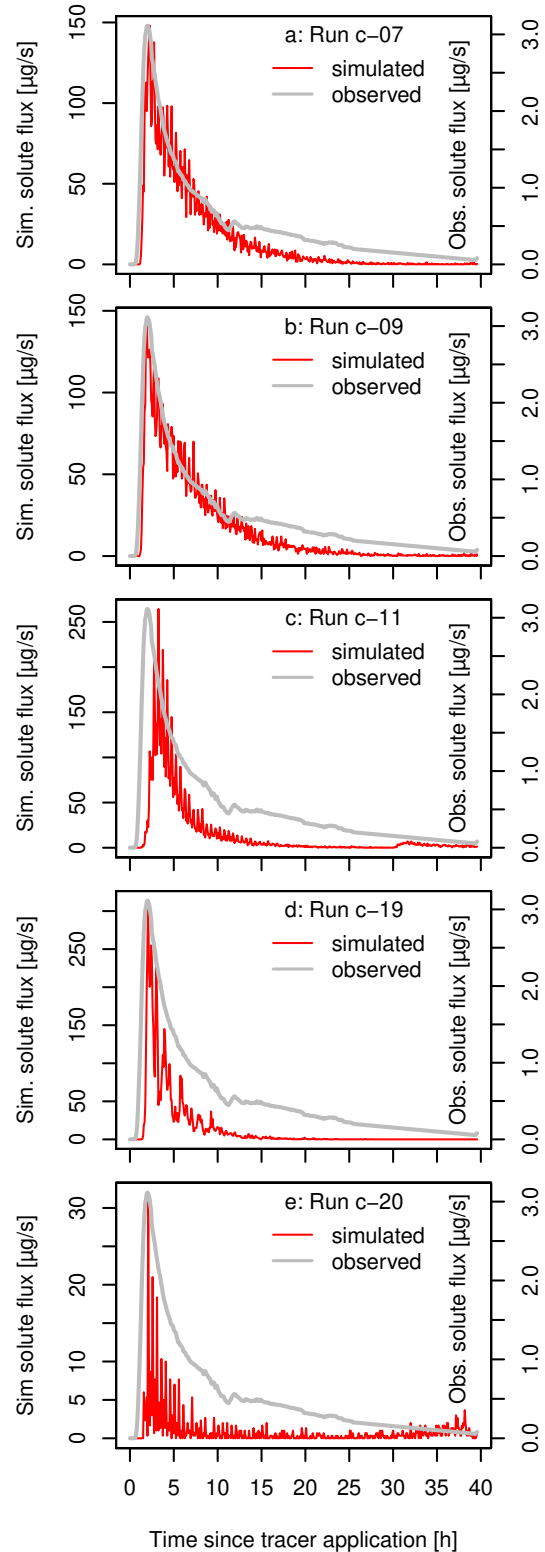 Sim. solute flux [µg/s]
0 50 100 150
a: Run c−07
simulated
observed
Obs. solute flux [µg/s]
0.0 1.0 2.0 3.0
Sim. solute flux [µg/s]
0 50 100 150
b: Run c−09
simulated
observed
Obs. solute flux [µg/s]
0.0 1.0 2.0 3.0
Sim. solute flux [µg/s]
0 50 150 250
c: Run c−11
simulated
observed
Obs. solute flux [µg/s]
0.0 1.0 2.0 3.0
Sim. solute flux [µg/s]
0 50 150 250
d: Run c−19
simulated
observed
Obs. solute flux [µg/s]
0.0 1.0 2.0 3.0
Sim solute flux [µg/s]
0 5 10 20 30
e: Run c−20
simulated
observed
Obs. solute flux [µg/s]
0.0 1.0 2.0 3.0
0 5 10 15 20 25 30 35 40
Time since tracer application [h]